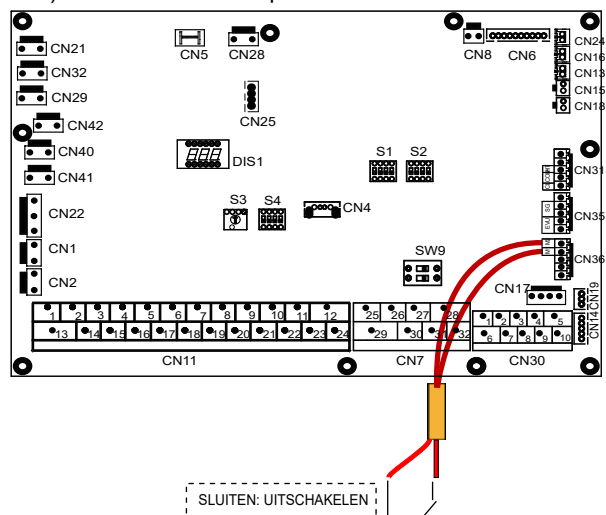 CN21
CN5
CN28
CN8
CN6
CN24
CN16
CN13
CN15
CN18
CN32
CN29
CN25
CN42
CN40
CN41
DIS1
S1 S2
CN31
CN22
S3 S4
CN4
SG
EVU
CN35
CN1
SW9
M
M
CN36
CN2
CN17
CN19
CN14
1 2 3 4 5 6 7 8 9 10 11 12
13 14 15 16 17 18 19 20 21 22 23 24
25 26 27 28
29 30 31 32
1 2 3 4 5
6 7 8 9 10
CN11
CN7
CN30
SLUITEN: UITSCHAKELEN